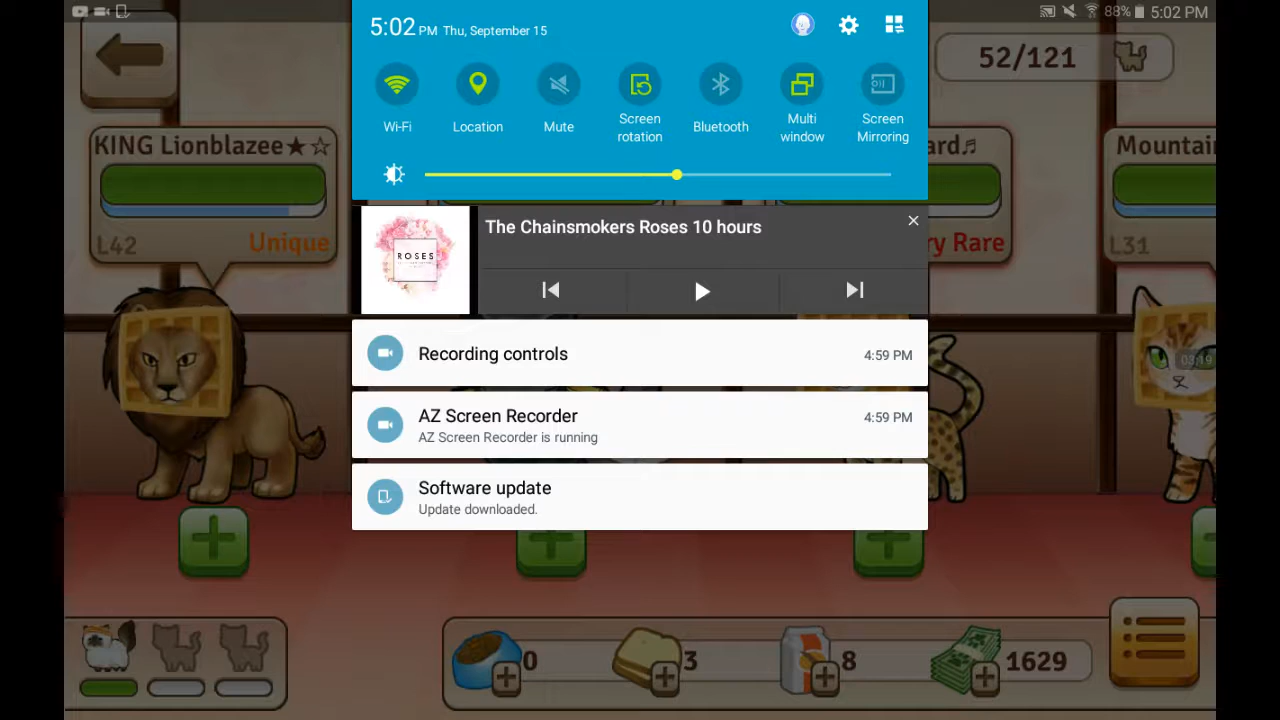 88% 5:02 PM
5:02 PM Thu, September 15
52/121
Wi-Fi
Location
Mute
Screen
rotation
Bluetooth
Multi
window
Screen
Mirroring
KING Lionblazee★☆
L42 Unique
ard♬
ry Rare
Mountain
L31
ROSES
The Chainsmokers Roses 10 hours
Recording controls 4:59 PM
03:19
AZ Screen Recorder 4:59 PM
AZ Screen Recorder is running
Software update
Update downloaded.
0
3
8
1629